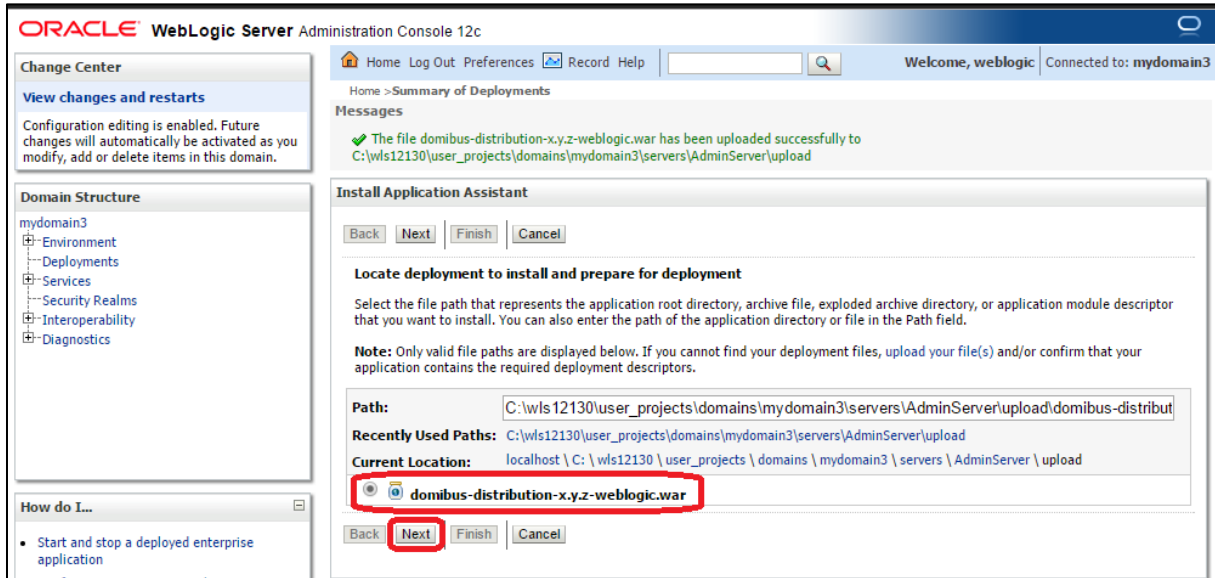 ORACLE WebLogic Server Administration Console 12c
Change Center
View changes and restarts
Configuration editing is enabled. Future
changes will automatically be activated as you
modify, add or delete items in this domain.
Domain Structure
mydomain3
Environment
Deployments
Services
Security Realms
Interoperability
Diagnostics
How do I...
Start and stop a deployed enterprise
application
Home Log Out Preferences Record Help
Welcome, weblogic Connected to: mydomain3
Home >Summary of Deployments
Messages
The file domibus-distribution-x.y.z-weblogic.war has been uploaded successfully to
C:\wls12130\user_projects\domains\mydomain3\servers\AdminServer\upload
Install Application Assistant
Back Next Finish Cancel
Locate deployment to install and prepare for deployment
Select the file path that represents the application root directory, archive file, exploded archive directory, or application module descriptor
that you want to install. You can also enter the path of the application directory or file in the Path field.
Note: Only valid file paths are displayed below. If you cannot find your deployment files, upload your file(s) and/or confirm that your
application contains the required deployment descriptors.
Path: C:\wls12130\user_projects\domains\mydomain3\servers\AdminServer\upload\domibus-distribut
Recently Used Paths: C:\wls12130\user_projects\domains\mydomain3\servers\AdminServer\upload
Current Location: localhost \ C: \ wls12130 \ user_projects \ domains \ mydomain3 \ servers \ AdminServer \ upload
domibus-distribution-x.y.z-weblogic.war
Back Next Finish Cancel